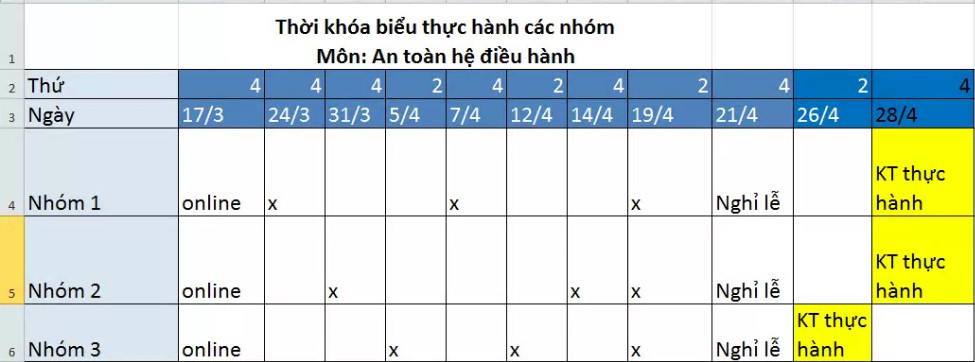 Thời khóa biểu thực hành các nhóm
1 Môn: An toàn hệ điều hành
2 Thứ 4 4 4 2 4 2 4 2 4 2 4
3 Ngày 17/3 24/3 31/3 5/4 7/4 12/4 14/4 19/4 21/4 26/4 28/4
KT thực
4 Nhóm 1 online x x x Nghỉ lễ hành
KT thực
5 Nhóm 2 online x x x Nghỉ lễ hành
KT thực
6 Nhóm 3 online x x x Nghỉ lễ hành